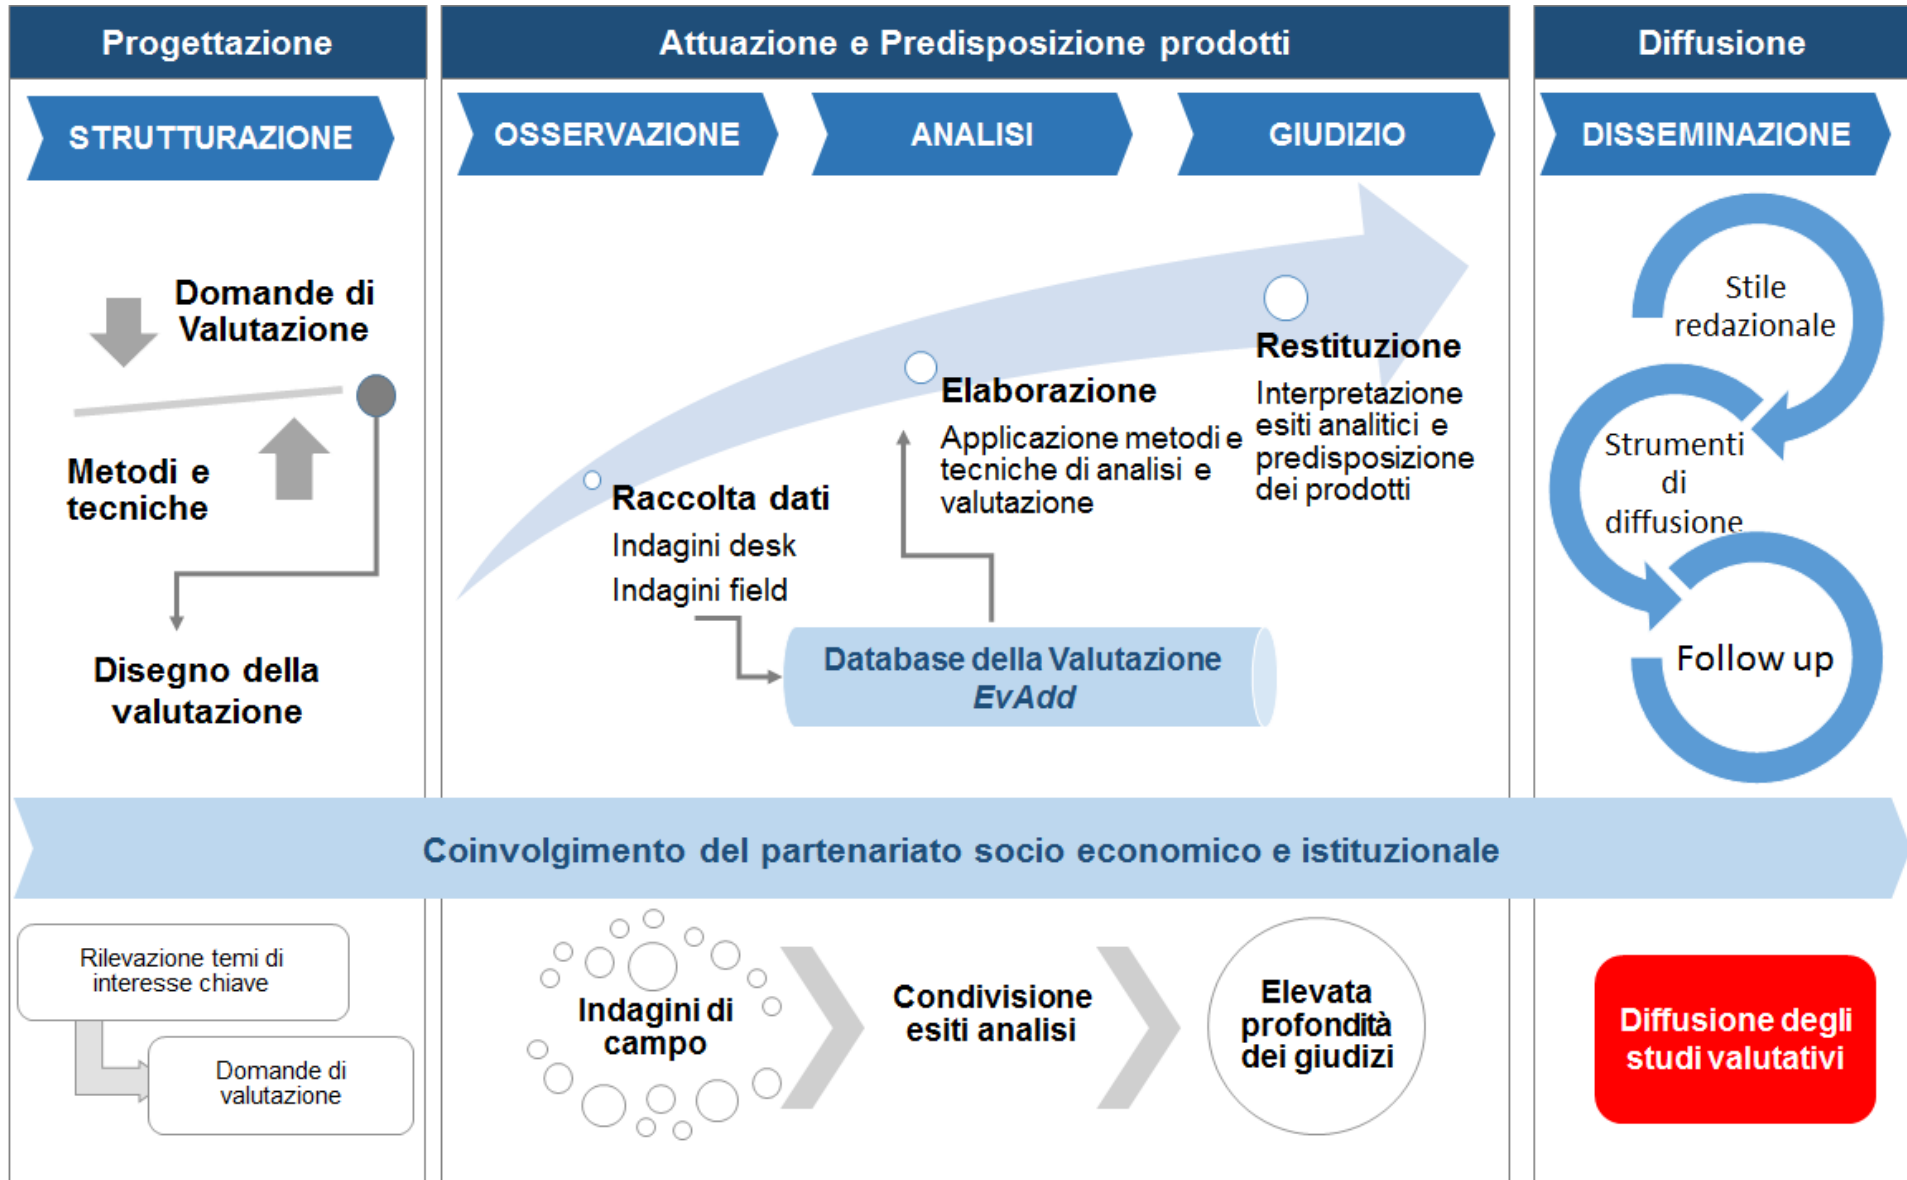 Progettazione
Attuazione e Predisposizione prodotti
Diffusione
STRUTTURAZIONE
OSSERVAZIONE
ANALISI
GIUDIZIO
DISSEMINAZIONE
Domande di
Valutazione
Metodi e
tecniche
Disegno della
valutazione
Raccolta dati
Indagini desk
Indagini field
Elaborazione
Applicazione metodi e
tecniche di analisi e
valutazione
Restituzione
Interpretazione
esiti analitici e
predisposizione
dei prodotti
Database della Valutazione
EvAdd
Stile
redazionale
Strumenti
di
diffusione
Follow up
Coinvolgimento del partenariato socio economico e istituzionale
Rilevazione temi di
interesse chiave
Domande di
valutazione
Indagini di
campo
Condivisione
esiti analisi
Elevata
profondità
dei giudizi
Diffusione degli
studi valutativi